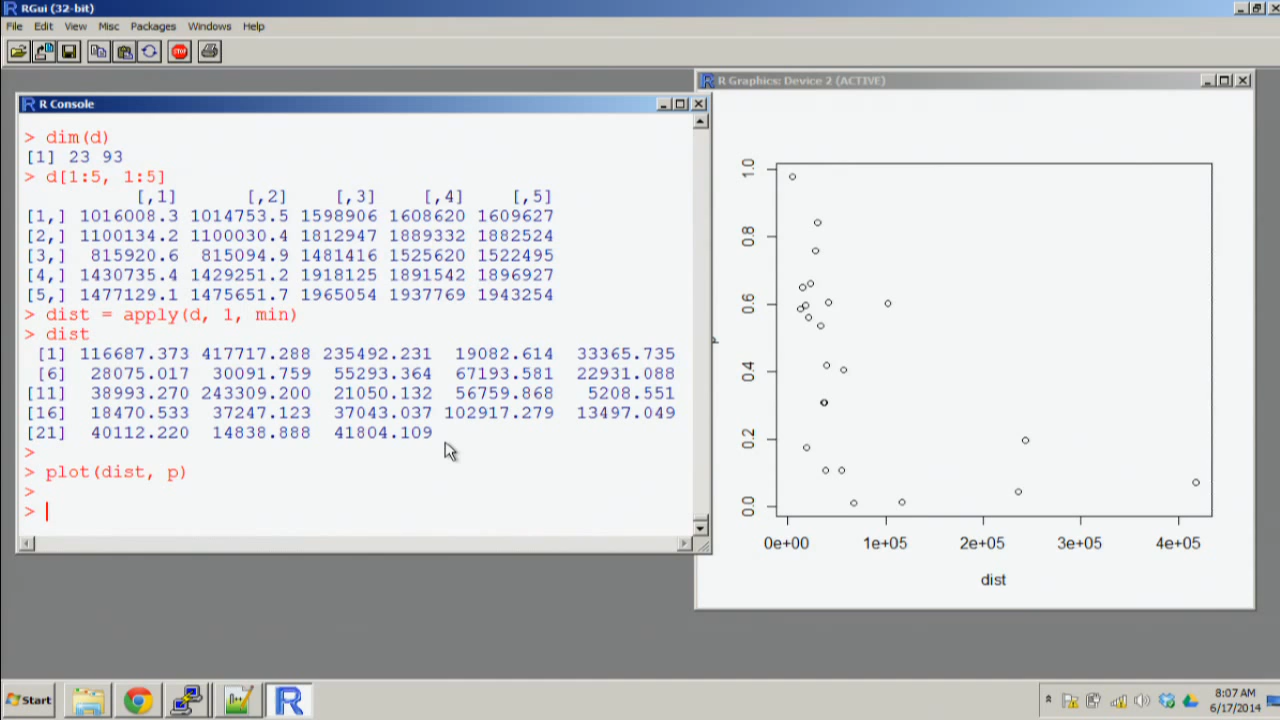 RGui (32-bit)
File Edit View Misc Packages Windows Help
STOP
R Console
> dim(d)
[1] 23 93
> d[1:5, 1:5]
[,1] [,2] [,3] [,4] [,5]
[1,] 1016008.3 1014753.5 1598906 1608620 1609627
[2,] 1100134.2 1100030.4 1812947 1889332 1882524
[3,] 815920.6 815094.9 1481416 1525620 1522495
[4,] 1430735.4 1429251.2 1918125 1891542 1896927
[5,] 1477129.1 1475651.7 1965054 1937769 1943254
> dist = apply(d, 1, min)
> dist
[1] 116687.373 417717.288 235492.231 19082.614 33365.735
[6] 28075.017 30091.759 55293.364 67193.581 22931.088
[11] 38993.270 243309.200 21050.132 56759.868 5208.551
[16] 18470.533 37247.123 37043.037 102917.279 13497.049
[21] 40112.220 14838.888 41804.109
>
> plot(dist, p)
>
>
R Graphics: Device 2 (ACTIVE)
1.0
0.8
0.6
0.4
0.2
0.0
0e+00 1e+05 2e+05 3e+05 4e+05
dist
Start
8:07 AM
6/17/2014